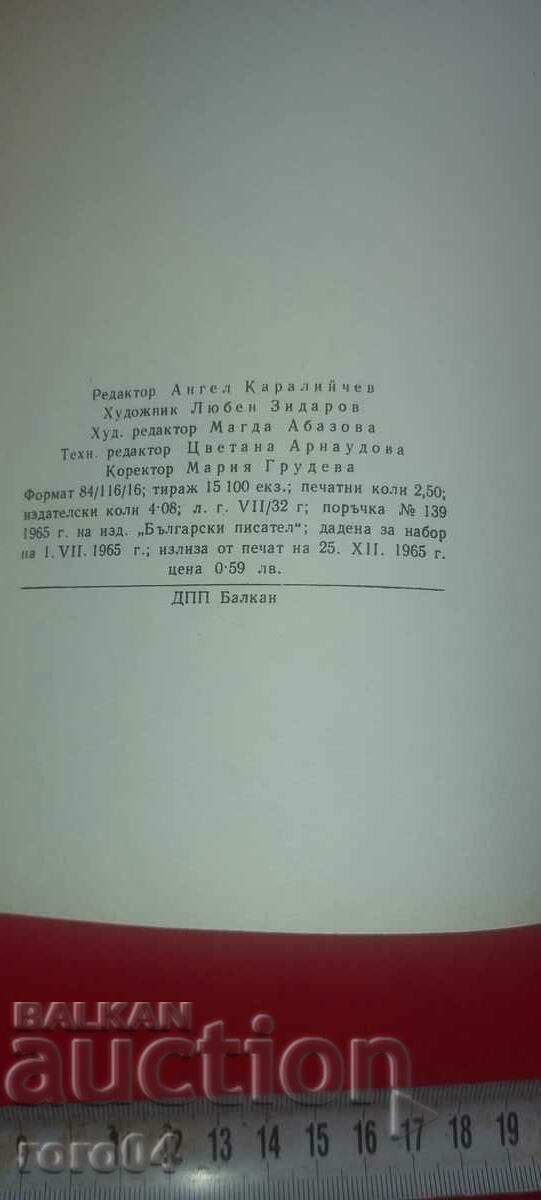 Редактор Ангел Каралийчев
Художник Любен Зидаров
Худ. редактор Магда Абазова
Техн. редактор Цветана Арнаудова
Коректор Мария Грудева
Формат 84/116/16; тираж 15 100 екз.; печатни коли 2,50;
издателски коли 4·08; л. г. VII/32 г; поръчка № 139
1965 г. на изд. „Български писател“; дадена за набор
на 1. VII. 1965 г.; излиза от печат на 25. XII. 1965 г.
цена 0·59 лв.
ДПП Балкан
BALKAN
auction
roro04
12 13 14 15 16 17 18 19